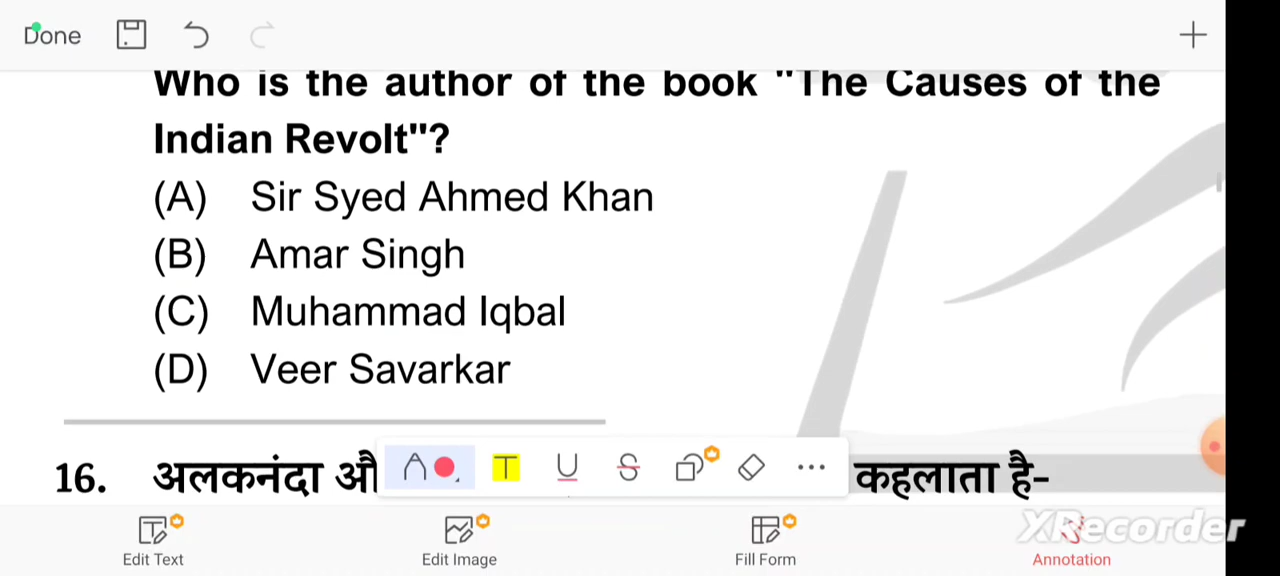 Done
Who is the author of the book "The Causes of the
Indian Revolt"?
(A) Sir Syed Ahmed Khan
(B) Amar Singh
(C) Muhammad Iqbal
(D) Veer Savarkar
16. अलकनंदा औ कहलाता है-
Edit Text
Edit Image
Fill Form
Annotation
XRecorder